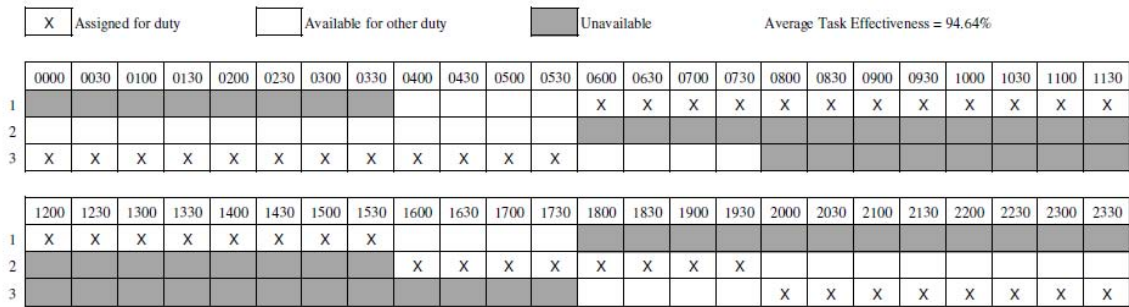 X Assigned for duty Available for other duty Unavailable Average Task Effectiveness = 94.64%
0000 0030 0100 0130 0200 0230 0300 0330 0400 0430 0500 0530 0600 0630 0700 0730 0800 0830 0900 0930 1000 1030 1100 1130
1 X X X X X X X X X X X X
2
3 X X X X X X X X X X X X
1200 1230 1300 1330 1400 1430 1500 1530 1600 1630 1700 1730 1800 1830 1900 1930 2000 2030 2100 2130 2200 2230 2300 2330
1 X X X X X X X X
2 X X X X X X X X
3 X X X X X X X X